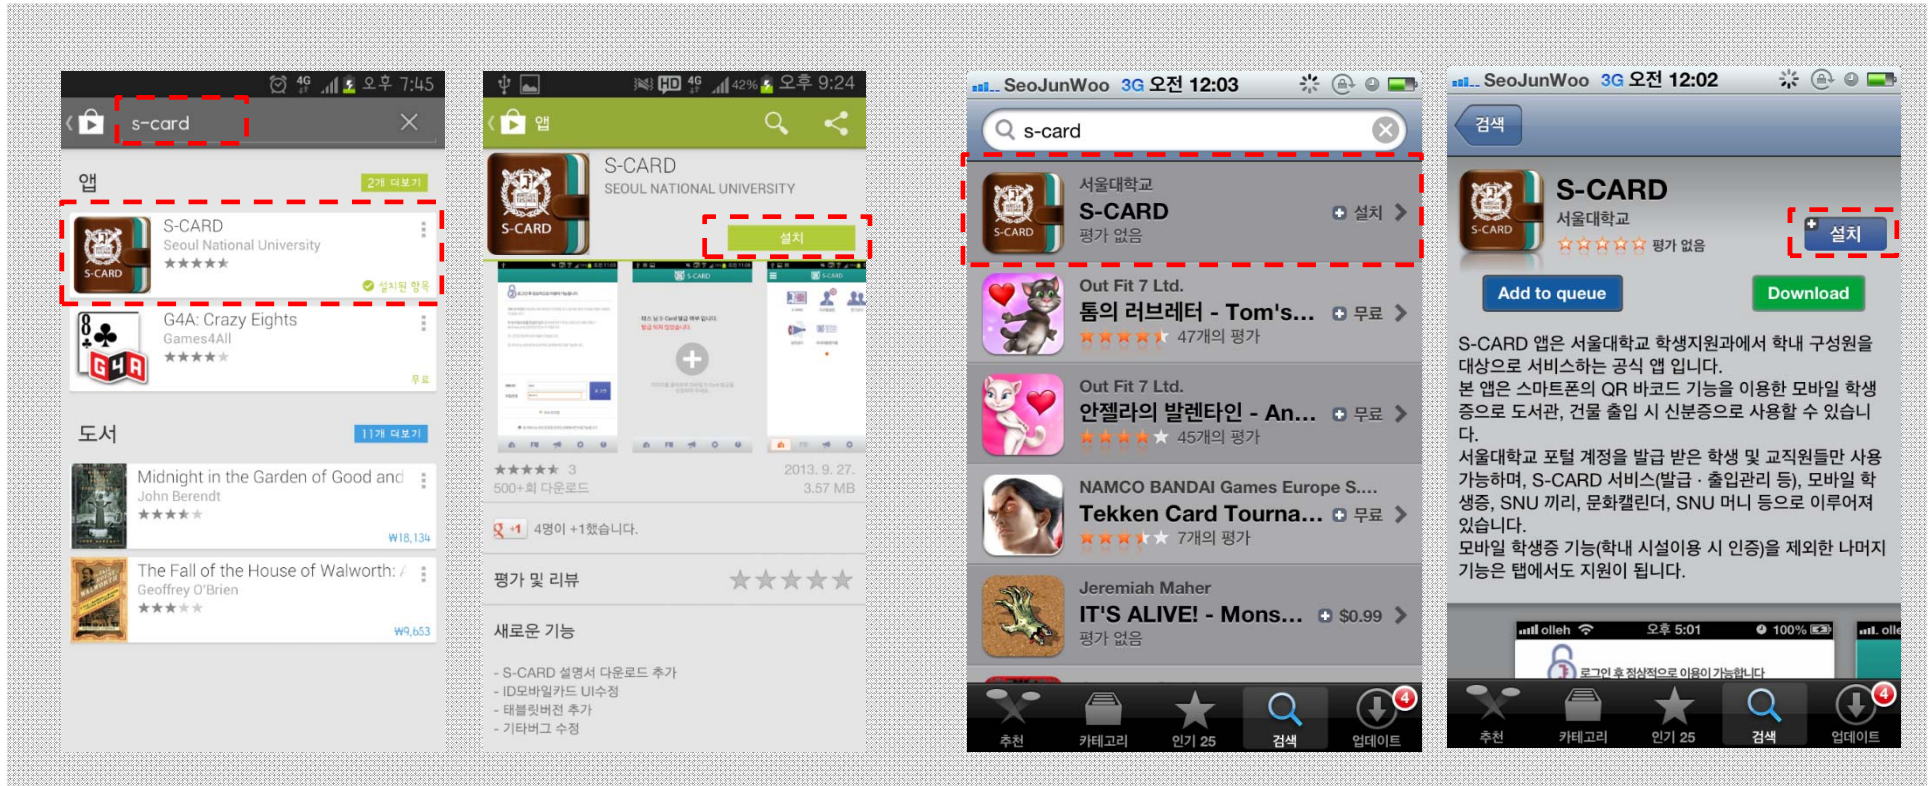 4G 오후 7:45
s-card
앱
2개 더보기
S-CARD
S-CARD
Seoul National University
설치된 항목
G4A: Crazy Eights
Games4All
무료
8
G4A
도서
11개 더보기
Midnight in the Garden of Good and
John Berendt
₩18,134
The Fall of the House of Walworth:
Geoffrey O'Brien
₩9,653
HD 4G 42% 오후 9:24
앱
S-CARD
S-CARD
SEOUL NATIONAL UNIVERSITY
설치
S-CARD
S-CARD
발급 되지 않았습니다.
3
2013. 9. 27.
500+회 다운로드
3.57 MB
g +1 4명이 +1했습니다.
평가 및 리뷰
새로운 기능
- S-CARD 설명서 다운로드 추가
- ID모바일카드 UI수정
- 태블릿버전 추가
- 기타버그 수정
SeoJunWoo 3G 오전 12:03
s-card
S-CARD
서울대학교
S-CARD
평가 없음
설치
Out Fit 7 Ltd.
톰의 러브레터 - Tom's...
무료
47개의 평가
Out Fit 7 Ltd.
안젤라의 발렌타인 - An...
무료
45개의 평가
NAMCO BANDAI Games Europe S....
Tekken Card Tourna...
무료
7개의 평가
Jeremiah Maher
IT'S ALIVE! - Mons...
$0.99
평가 없음
4
추천 카테고리 인기 25 검색 업데이트
SeoJunWoo 3G 오전 12:02
검색
S-CARD
S-CARD
서울대학교
평가 없음
설치
Add to queue
Download
S-CARD 앱은 서울대학교 학생지원과에서 학내 구성원을
대상으로 서비스하는 공식 앱 입니다.
본 앱은 스마트폰의 QR 바코드 기능을 이용한 모바일 학생
증으로 도서관, 건물 출입 시 신분증으로 사용할 수 있습니
다.
서울대학교 포털 계정을 발급 받은 학생 및 교직원들만 사용
가능하며, S-CARD 서비스(발급 · 출입관리 등), 모바일 학
생증, SNU 끼리, 문화캘린더, SNU 머니 등으로 이루어져
있습니다.
모바일 학생증 기능(학내 시설이용 시 인증)을 제외한 나머지
기능은 탭에서도 지원이 됩니다.
olleh 오후 5:01 100%
로그인 후 정상적으로 이용이 가능합니다
4
추천 카테고리 인기 25 검색 업데이트